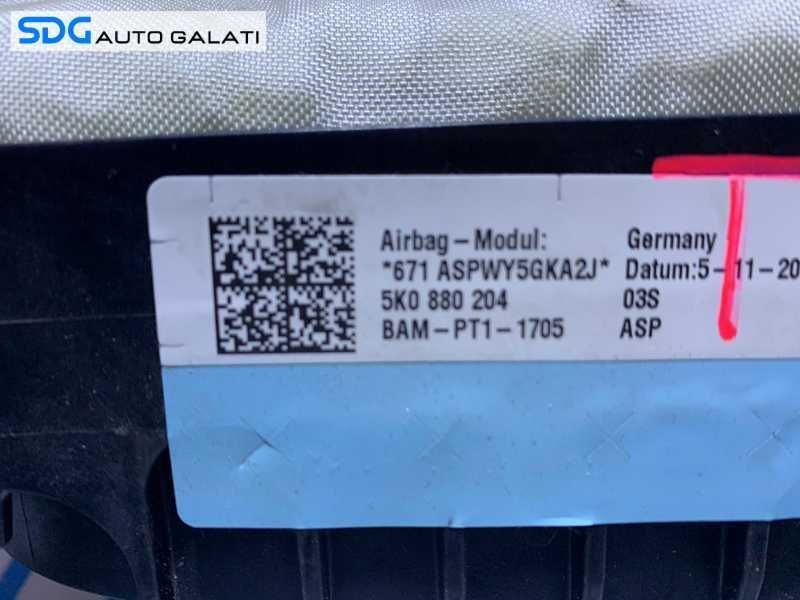 SDG AUTO GALATI
Airbag-Modul: Germany
*671 ASPWY5GKA2J* Datum:5-11-20
5K0 880 204 03S
BAM-PT1-1705 ASP